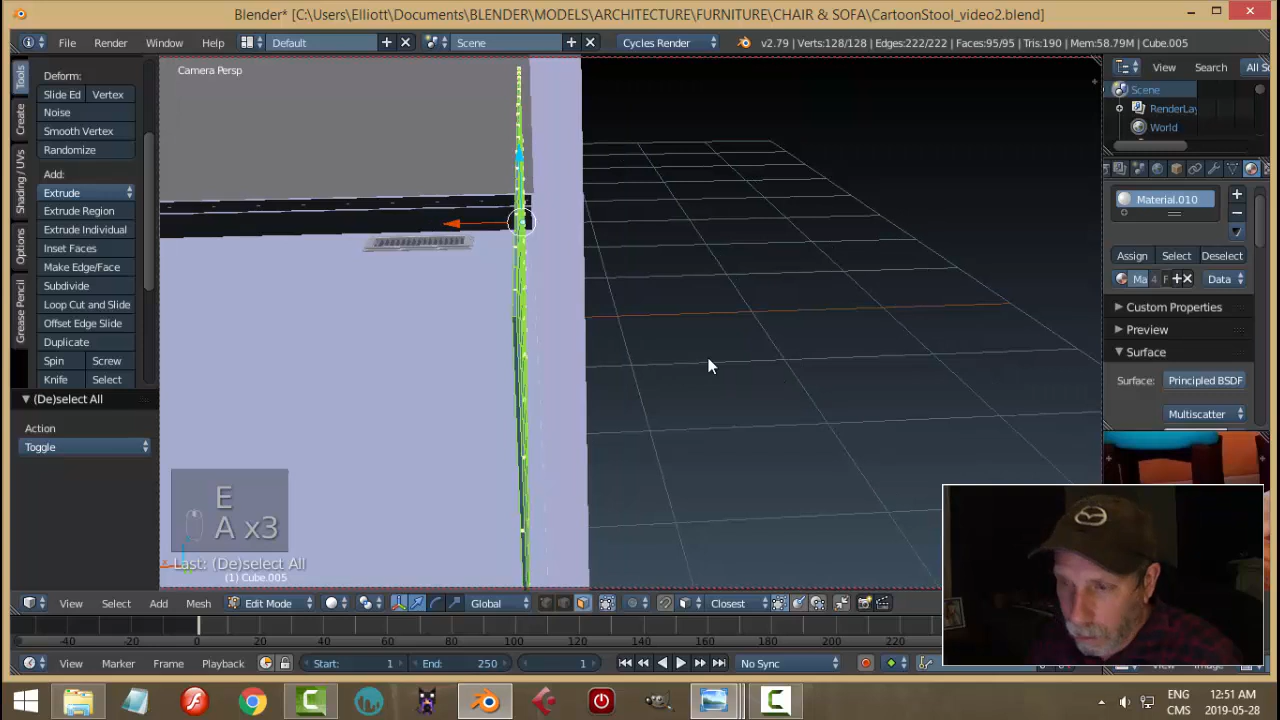 Blender* [C:\Users\Elliott\Documents\BLENDER\MODELS\ARCHITECTURE\FURNITURE\CHAIR & SOFA\CartoonStool_video2.blend]
File Render Window Help Default Scene Cycles Render v2.79 | Verts:128/128 | Edges:222/222 | Faces:95/95 | Tris:190 | Mem:58.79M | Cube.005
Camera Persp
View Search All S
Scene
RenderLay
World
Tools
Create
Shading / UVs
Options
Grease Pencil
Deform:
Slide Ed Vertex
Noise
Smooth Vertex
Randomize
Add:
Extrude
Extrude Region
Extrude Individual
Inset Faces
Make Edge/Face
Subdivide
Loop Cut and Slide
Offset Edge Slide
Duplicate
Spin Screw
Knife Select
(De)select All
Action
Toggle
E
A x3
Last: (De)select All
(1) Cube.005
Material.010
Assign Select Deselect
Ma 4 F Data
Custom Properties
Preview
Surface
Surface: Principled BSDF
Multiscatter
View Select Add Mesh Edit Mode Global Closest
-40 -20 0 20 40 60 80 100 120 140 160 180 200 220
View Marker Frame Playback Start: 1 End: 250 1 No Sync
ENG 12:51 AM
CMS 2019-05-28